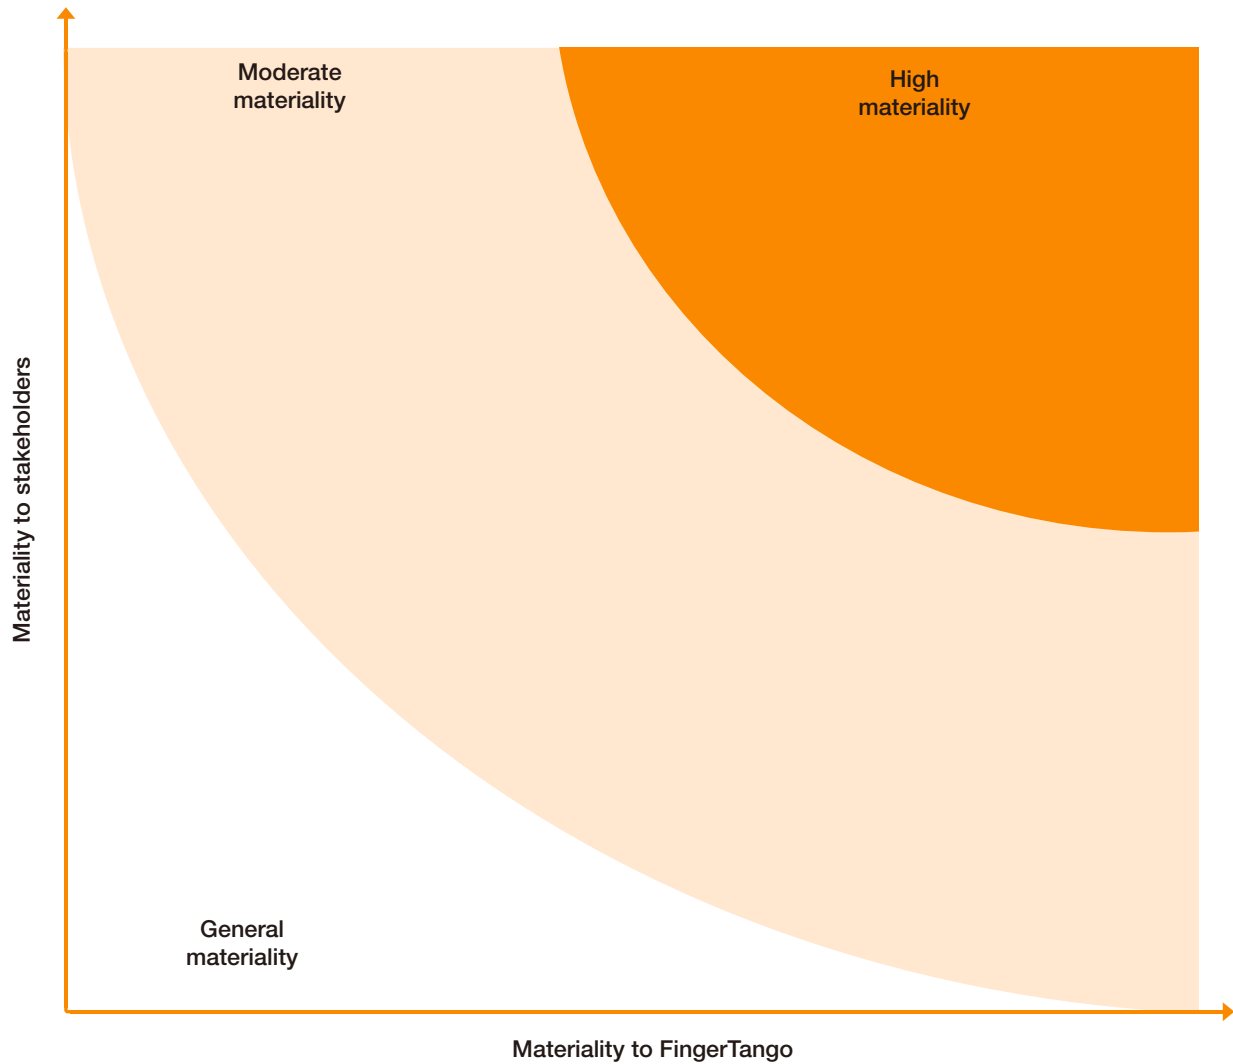 Moderate
materiality
High
materiality
Materiality to stakeholders
General
materiality
Materiality to FingerTango